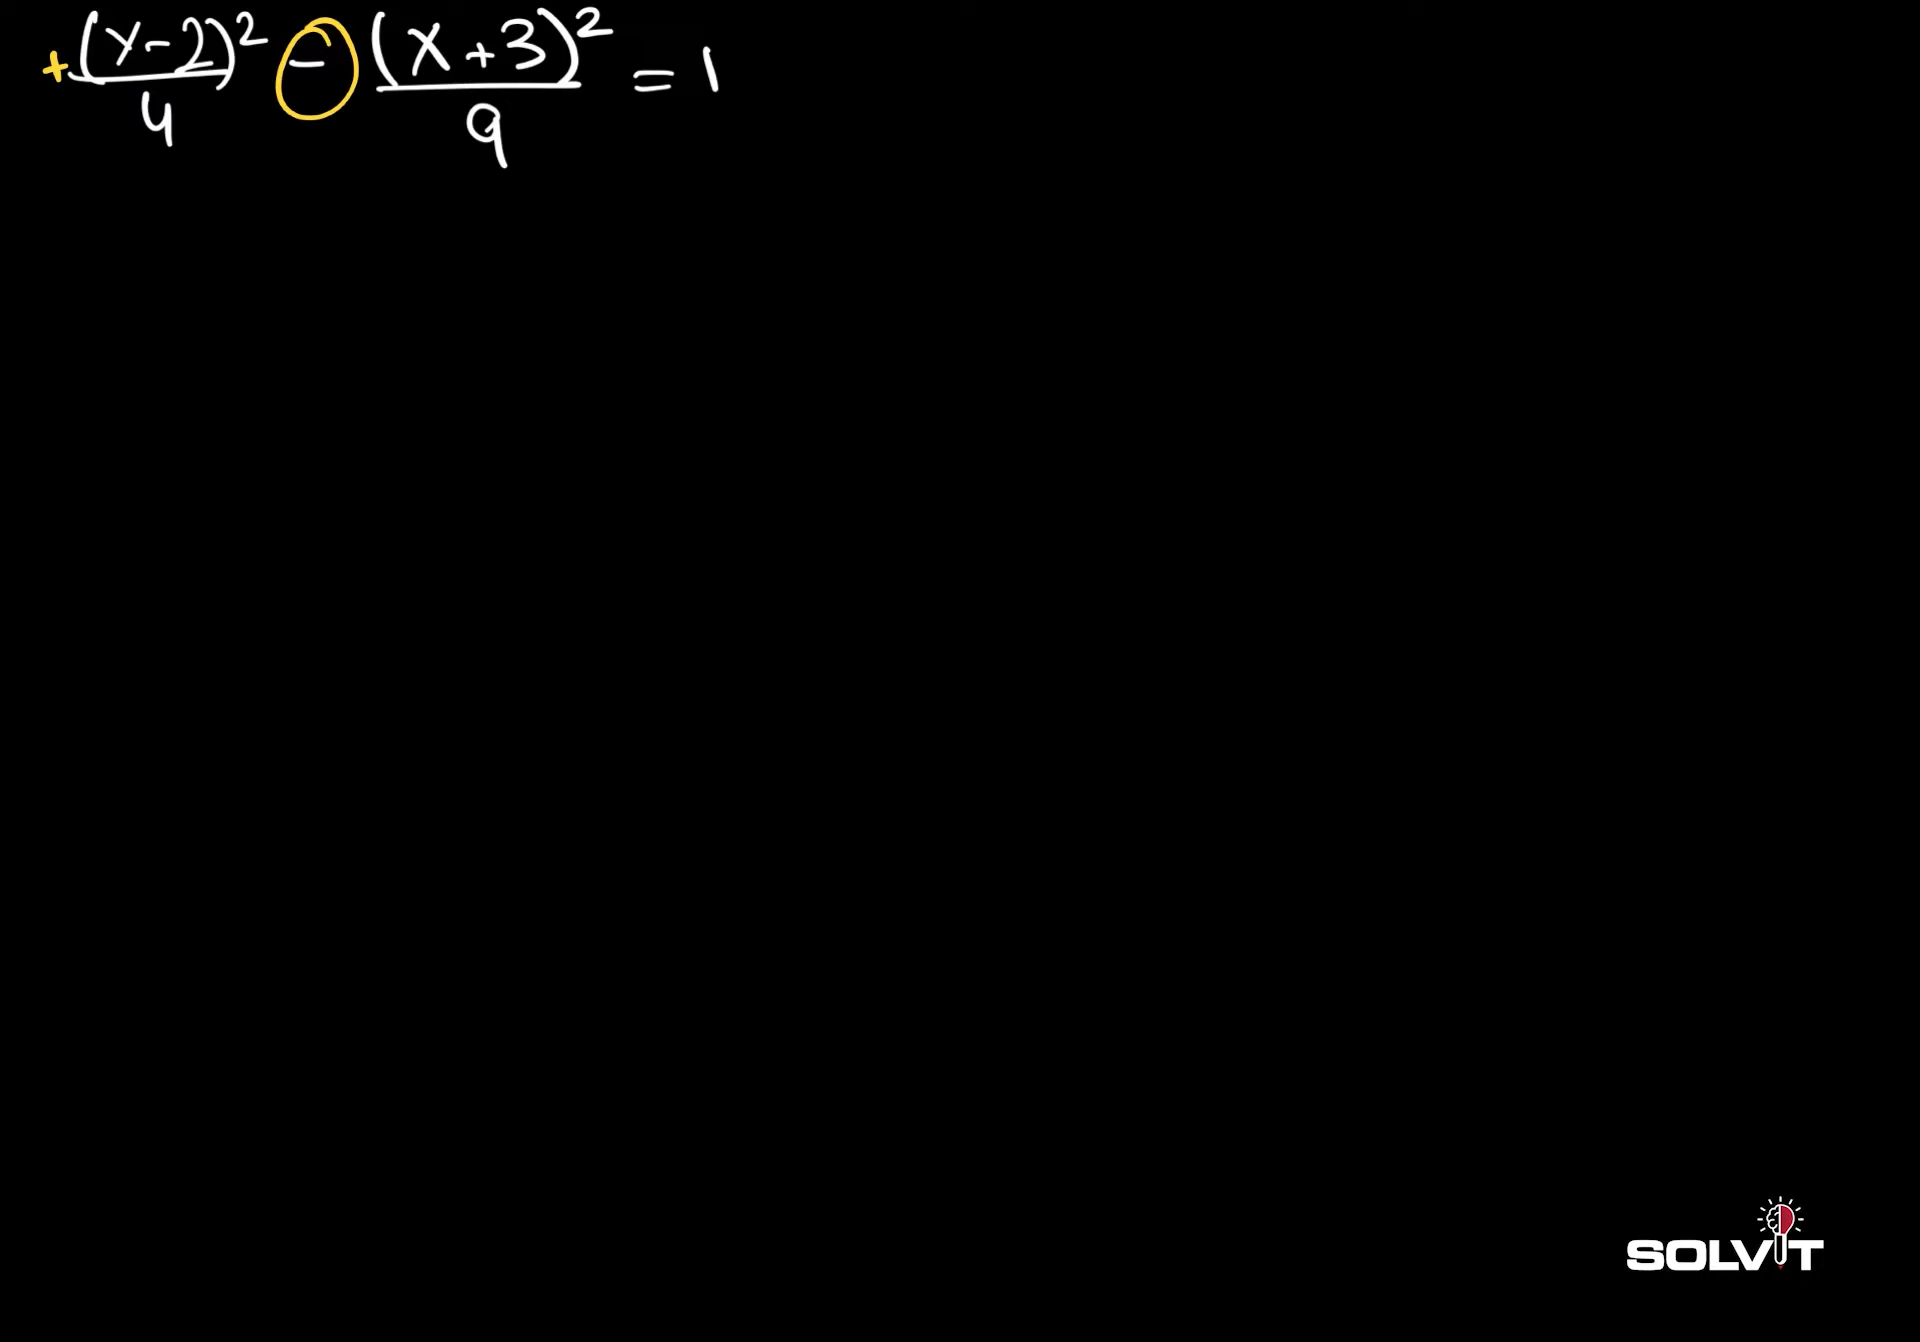 +(y-2)²/4 - (x+3)²/9 = 1
SOLVIT